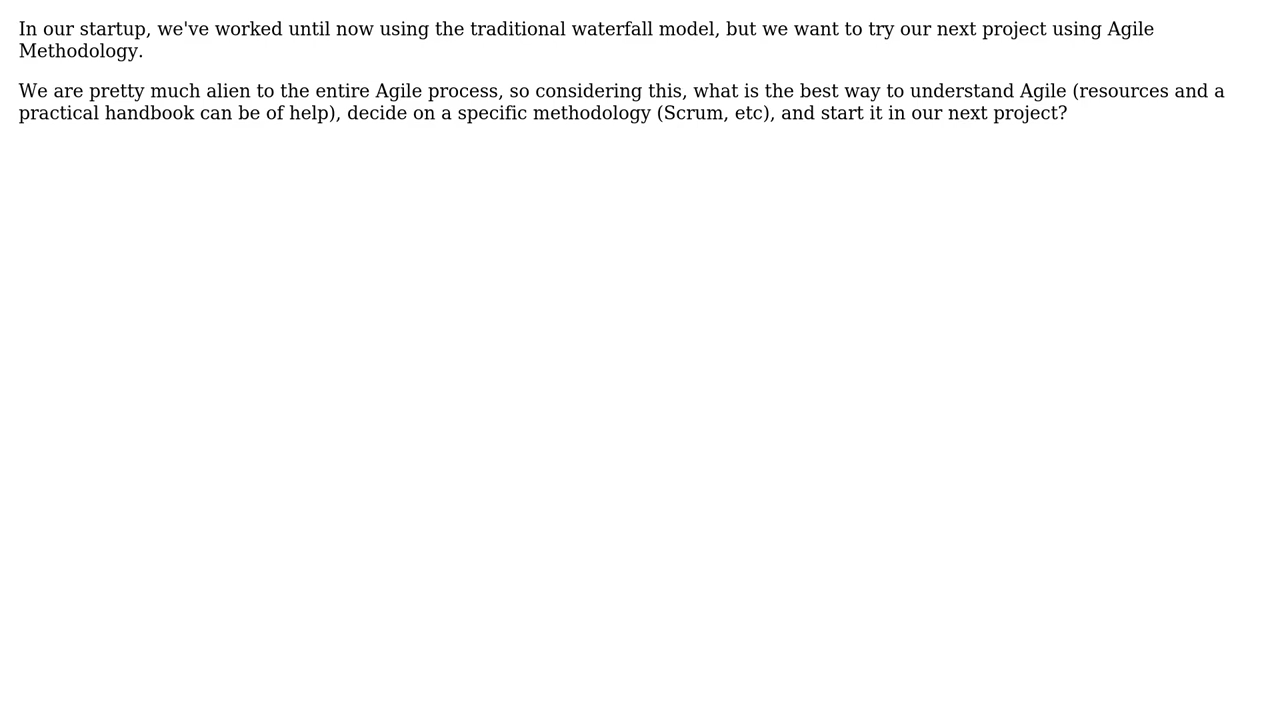 In our startup, we've worked until now using the traditional waterfall model, but we want to try our next project using Agile
Methodology.
We are pretty much alien to the entire Agile process, so considering this, what is the best way to understand Agile (resources and a
practical handbook can be of help), decide on a specific methodology (Scrum, etc), and start it in our next project?